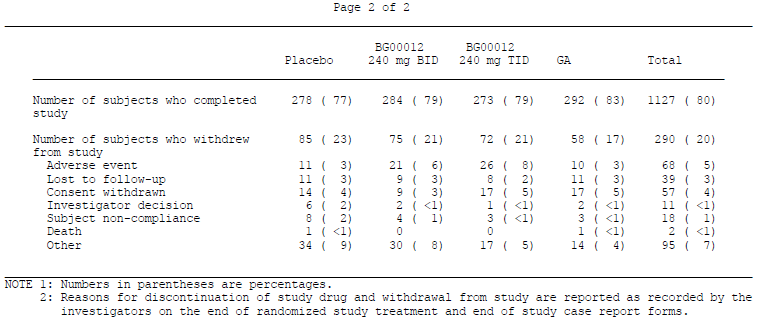 Page 2 of 2
BG00012 BG00012
Placebo 240 mg BID 240 mg TID GA Total
Number of subjects who completed 278 ( 77) 284 ( 79) 273 ( 79) 292 ( 83) 1127 ( 80)
study
Number of subjects who withdrew 85 ( 23) 75 ( 21) 72 ( 21) 58 ( 17) 290 ( 20)
from study
Adverse event 11 ( 3) 21 ( 6) 26 ( 8) 10 ( 3) 68 ( 5)
Lost to follow-up 11 ( 3) 9 ( 3) 8 ( 2) 11 ( 3) 39 ( 3)
Consent withdrawn 14 ( 4) 9 ( 3) 17 ( 5) 17 ( 5) 57 ( 4)
Investigator decision 6 ( 2) 2 ( <1) 1 ( <1) 2 ( <1) 11 ( <1)
Subject non-compliance 8 ( 2) 4 ( 1) 3 ( <1) 3 ( <1) 18 ( 1)
Death 1 ( <1) 0 0 1 ( <1) 2 ( <1)
Other 34 ( 9) 30 ( 8) 17 ( 5) 14 ( 4) 95 ( 7)
NOTE 1: Numbers in parentheses are percentages.
2: Reasons for discontinuation of study drug and withdrawal from study are reported as recorded by the
investigators on the end of randomized study treatment and end of study case report forms.